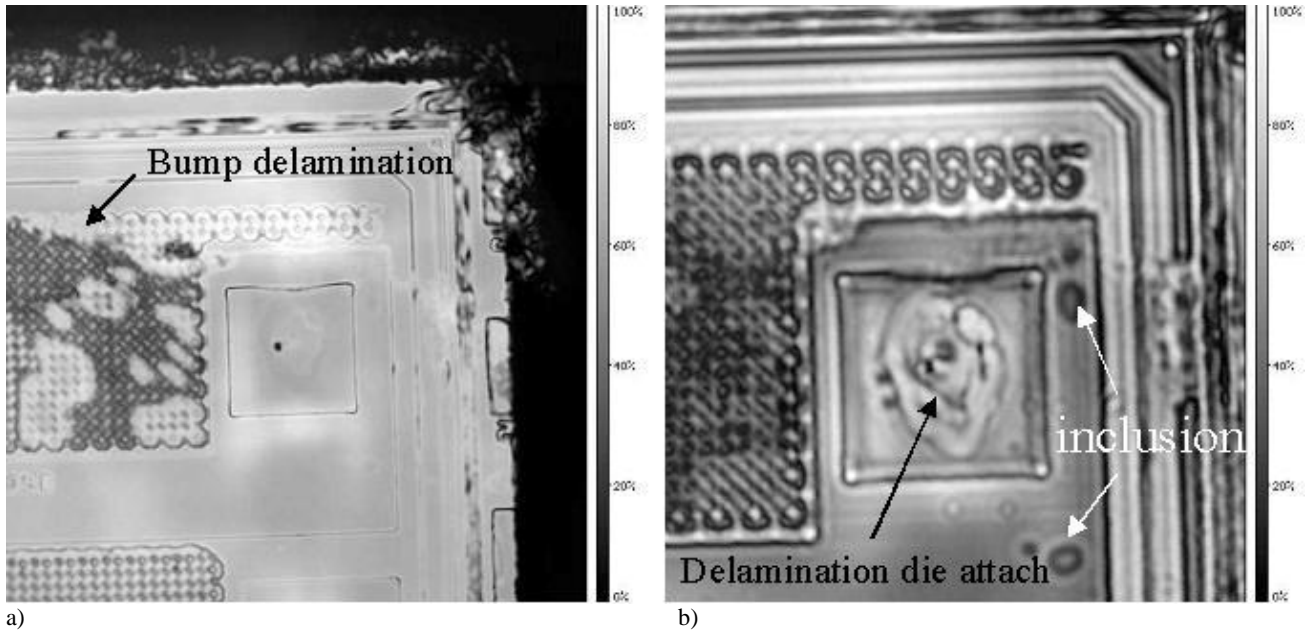 100%
80%
60%
40%
20%
0%
Bump delamination
a)
100%
80%
60%
40%
20%
0%
inclusion
Delamination die attach
b)